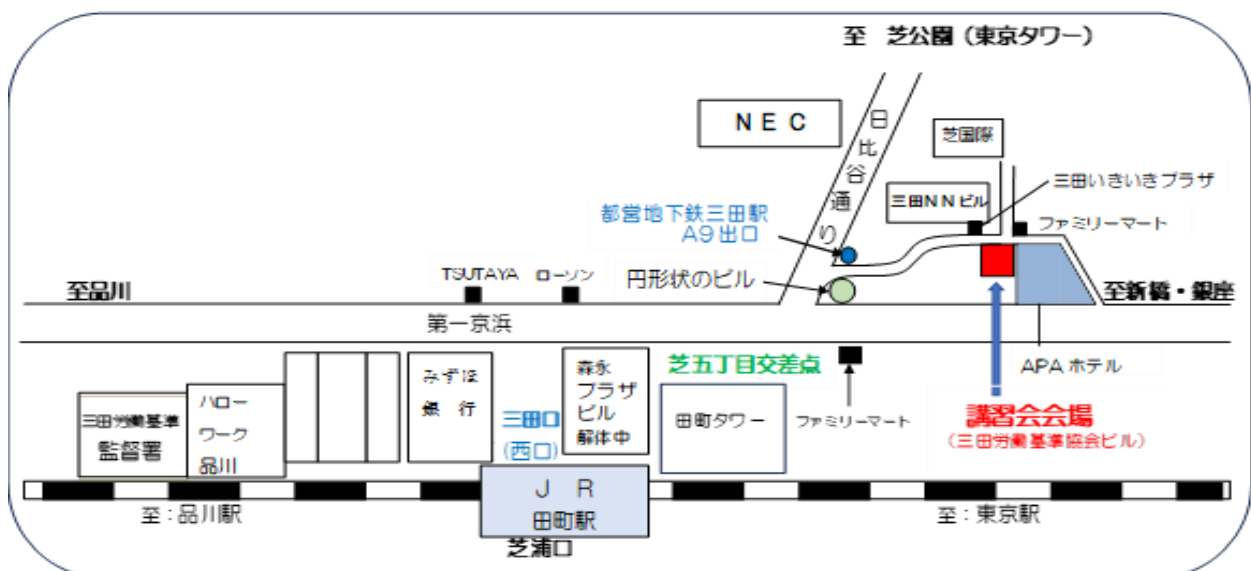 至 芝公園（東京タワー）
ＮＥＣ
日比谷通り
芝国際
三田いきいきプラザ
三田ＮＮビル
ファミリーマート
都営地下鉄三田駅
Ａ９出口
TSUTAYA ローソン
円形状のビル
至品川
至新橋・銀座
第一京浜
芝五丁目交差点
APAホテル
みずほ
銀 行
森永
プラザ
ビル
解体中
三田口
(西口)
田町タワー
ファミリーマート
講習会会場
（三田労働基準協会ビル）
三田労働基準
監督署
ハロー
ワーク
品川
Ｊ Ｒ
田町駅
至：品川駅
至：東京駅
芝浦口